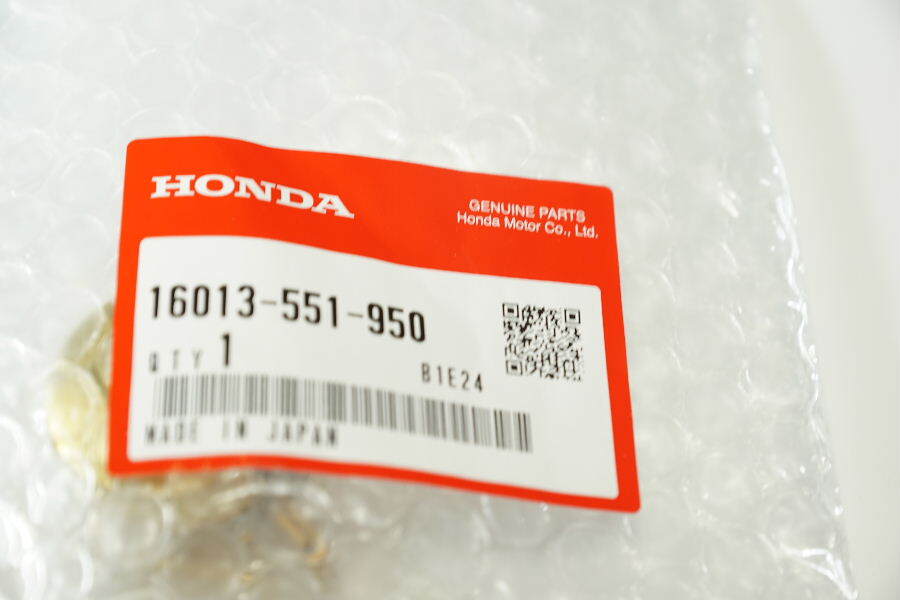 HONDA
GENUINE PARTS
Honda Motor Co., Ltd.
16013-551-950
QTY 1
B1E24
MADE IN JAPAN